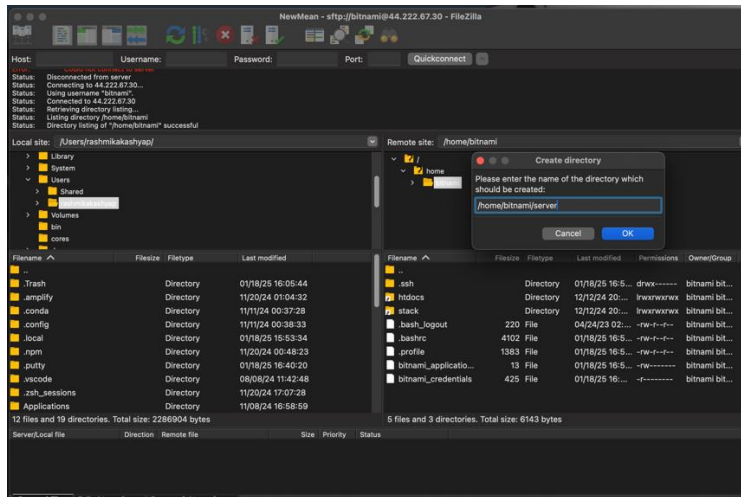 NewMean - sftp://bitnami@44.222.67.30 - FileZilla
Host: Username: Password: Port: Quickconnect
Error: Could not connect to server
Status: Disconnected from server
Status: Connecting to 44.222.67.30...
Status: Using username "bitnami".
Status: Connected to 44.222.67.30
Status: Retrieving directory listing...
Status: Listing directory /home/bitnami
Status: Directory listing of "/home/bitnami" successful
Local site: /Users/rashmikakashyap/
Library
System
Users
Shared
rashmikakashyap
Volumes
bin
cores
Remote site: /home/bitnami
/
home
bitnami
Create directory
Please enter the name of the directory which
should be created:
/home/bitnami/server
Cancel OK
Filename Filesize Filetype Last modified
..
.Trash Directory 01/18/25 16:05:44
.amplify Directory 11/20/24 01:04:32
.conda Directory 11/11/24 00:37:28
.config Directory 11/11/24 00:38:33
.local Directory 01/18/25 15:53:34
.npm Directory 11/20/24 00:48:23
.putty Directory 01/18/25 16:40:20
.vscode Directory 08/08/24 11:42:48
.zsh_sessions Directory 11/20/24 17:07:28
Applications Directory 11/08/24 16:58:59
12 files and 19 directories. Total size: 2286904 bytes
Filename Filesize Filetype Last modified Permissions Owner/Group
..
.ssh Directory 01/18/25 16:5... drwx------ bitnami bit...
htdocs Directory 12/12/24 20:... lrwxrwxrwx bitnami bit...
stack Directory 12/12/24 20:... lrwxrwxrwx bitnami bit...
.bash_logout 220 File 04/24/23 02:... -rw-r--r-- bitnami bit...
.bashrc 4102 File 01/18/25 16:5... -rw-r--r-- bitnami bit...
.profile 1383 File 01/18/25 16:5... -rw-r--r-- bitnami bit...
bitnami_applicatio... 13 File 01/18/25 16:5... -rw------- bitnami bit...
bitnami_credentials 425 File 01/18/25 16:... -r-------- bitnami bit...
5 files and 3 directories. Total size: 6143 bytes
Server/Local file Direction Remote file Size Priority Status